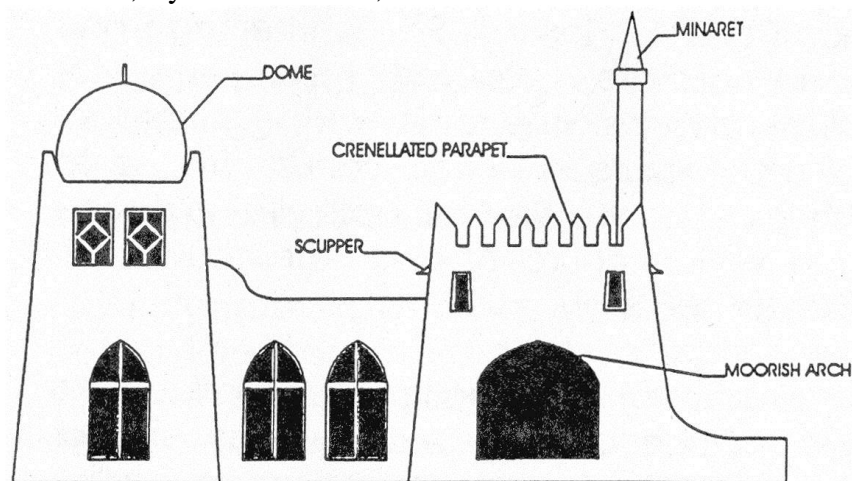 MINARET
DOME
CRENELLATED PARAPET
SCUPPER
MOORISH ARCH